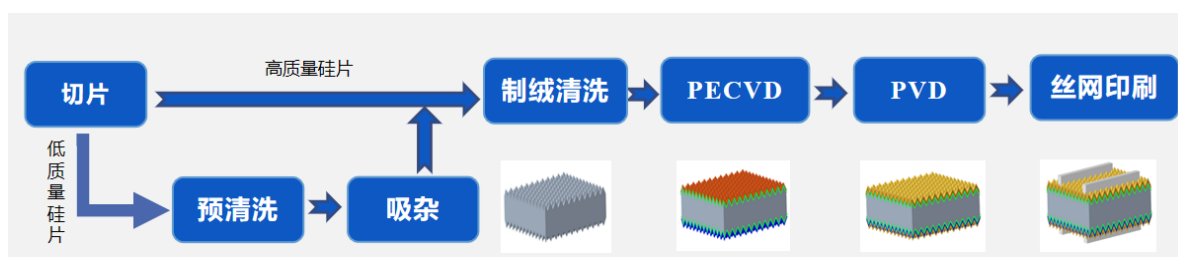 高质量硅片
切片
制绒清洗
PECVD
PVD
丝网印刷
低质量硅片
预清洗
吸杂